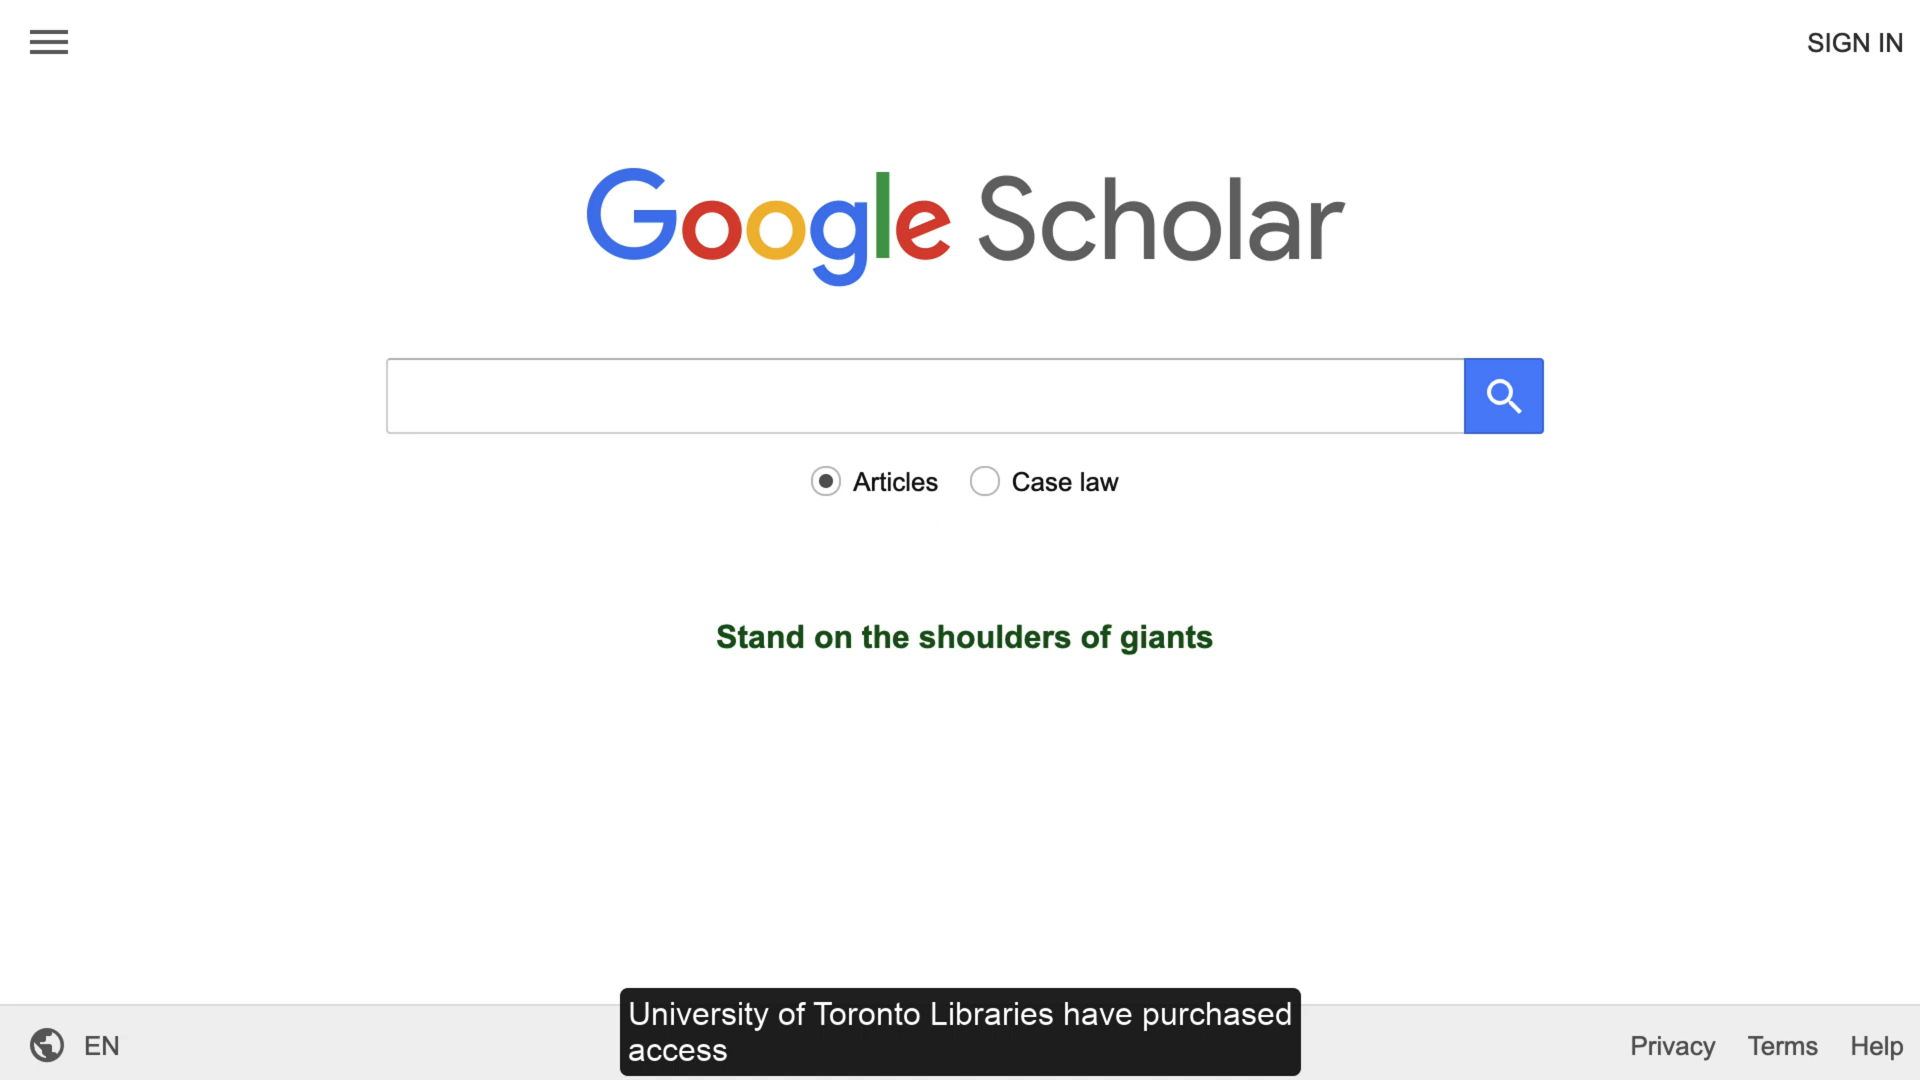 SIGN IN
Google Scholar
Articles
Case law
Stand on the shoulders of giants
University of Toronto Libraries have purchased
access
EN
Privacy
Terms
Help